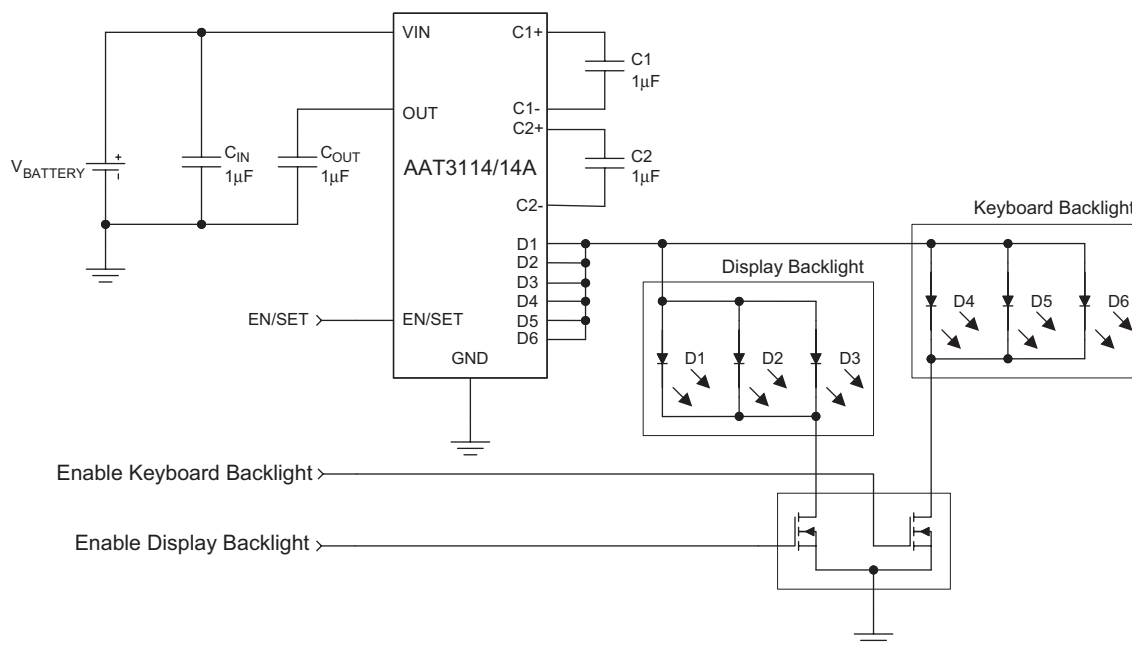 VIN
C1+
C1
1µF
C1-
OUT
C2+
C2
1µF
C2-
V_BATTERY
+
-
C_IN
1µF
C_OUT
1µF
AAT3114/14A
Keyboard Backlight
D1
D2
D3
D4
D5
D6
Display Backlight
D4
D5
D6
D1
D2
D3
EN/SET
EN/SET
GND
Enable Keyboard Backlight
Enable Display Backlight